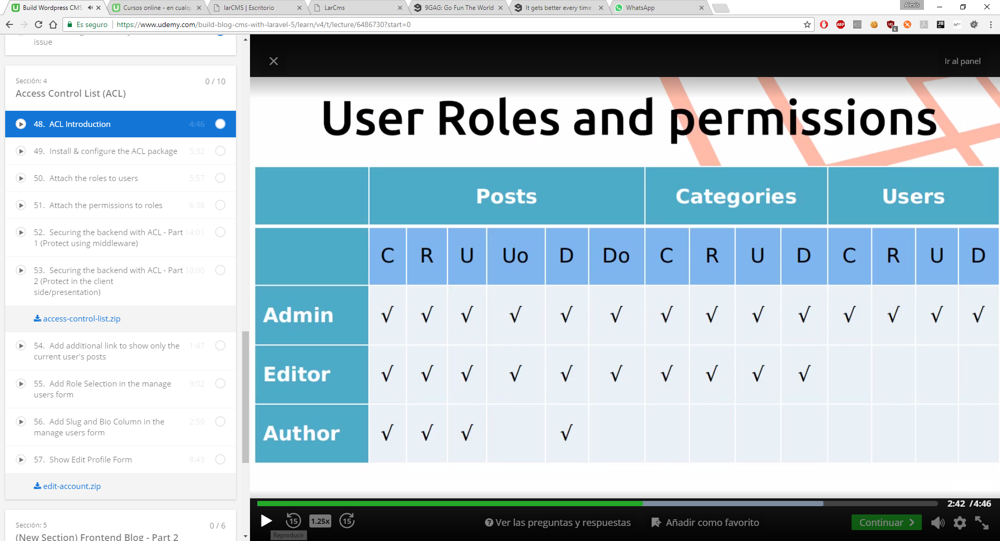 Build Wordpress CMS
Cursos online - en cualqu
larCMS | Escritorio
LarCms
9GAG: Go Fun The World
It gets better every time
WhatsApp
Alexis
Es seguro
https://www.udemy.com/build-blog-cms-with-laravel-5/learn/v4/t/lecture/6486730?start=0
ABP
6
JB
M+
issue
Sección: 4
0 / 10
Access Control List (ACL)
48. ACL Introduction 4:46
49. Install & configure the ACL package 5:32
50. Attach the roles to users 5:57
51. Attach the permissions to roles 6:38
52. Securing the backend with ACL - Part 14:01
1 (Protect using middleware)
53. Securing the backend with ACL - Part 10:00
2 (Protect in the client
side/presentation)
access-control-list.zip
54. Add additional link to show only the 1:47
current user's posts
55. Add Role Selection in the manage 9:02
users form
56. Add Slug and Bio Column in the 2:50
manage users form
57. Show Edit Profile Form 8:43
edit-account.zip
Sección: 5
0 / 6
(New Section) Frontend Blog - Part 2
Ir al panel
User Roles and permissions
Posts Categories Users
C R U Uo D Do C R U D C R U D
Admin √ √ √ √ √ √ √ √ √ √ √ √ √ √
Editor √ √ √ √ √ √ √ √ √ √
Author √ √ √ √
2:42 /4:46
15
1.25x
15
Reproducir
Ver las preguntas y respuestas
Añadir como favorito
Continuar